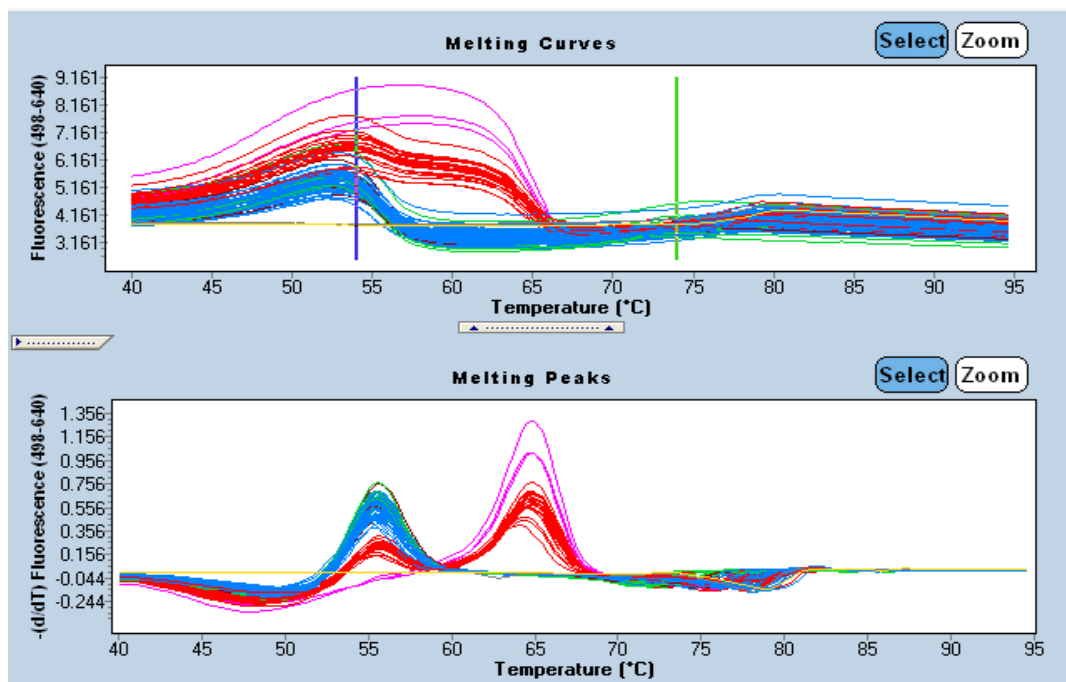 Melting Curves
Select Zoom
Fluorescence (498-640)
9.161
8.161
7.161
6.161
5.161
4.161
3.161
40 45 50 55 60 65 70 75 80 85 90 95
Temperature (°C)
Melting Peaks
Select Zoom
-(d/dT) Fluorescence (498-640)
1.356
1.156
0.956
0.756
0.556
0.356
0.156
-0.044
-0.244
40 45 50 55 60 65 70 75 80 85 90 95
Temperature (°C)